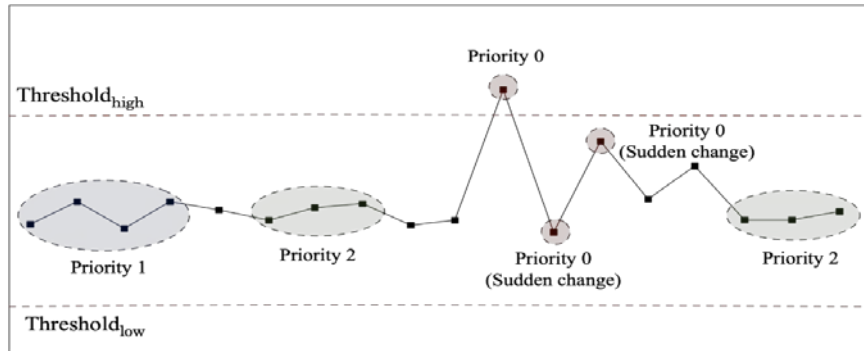 Priority 0
Threshold_high
Priority 0
(Sudden change)
Priority 1
Priority 2
Priority 0
(Sudden change)
Priority 2
Threshold_low